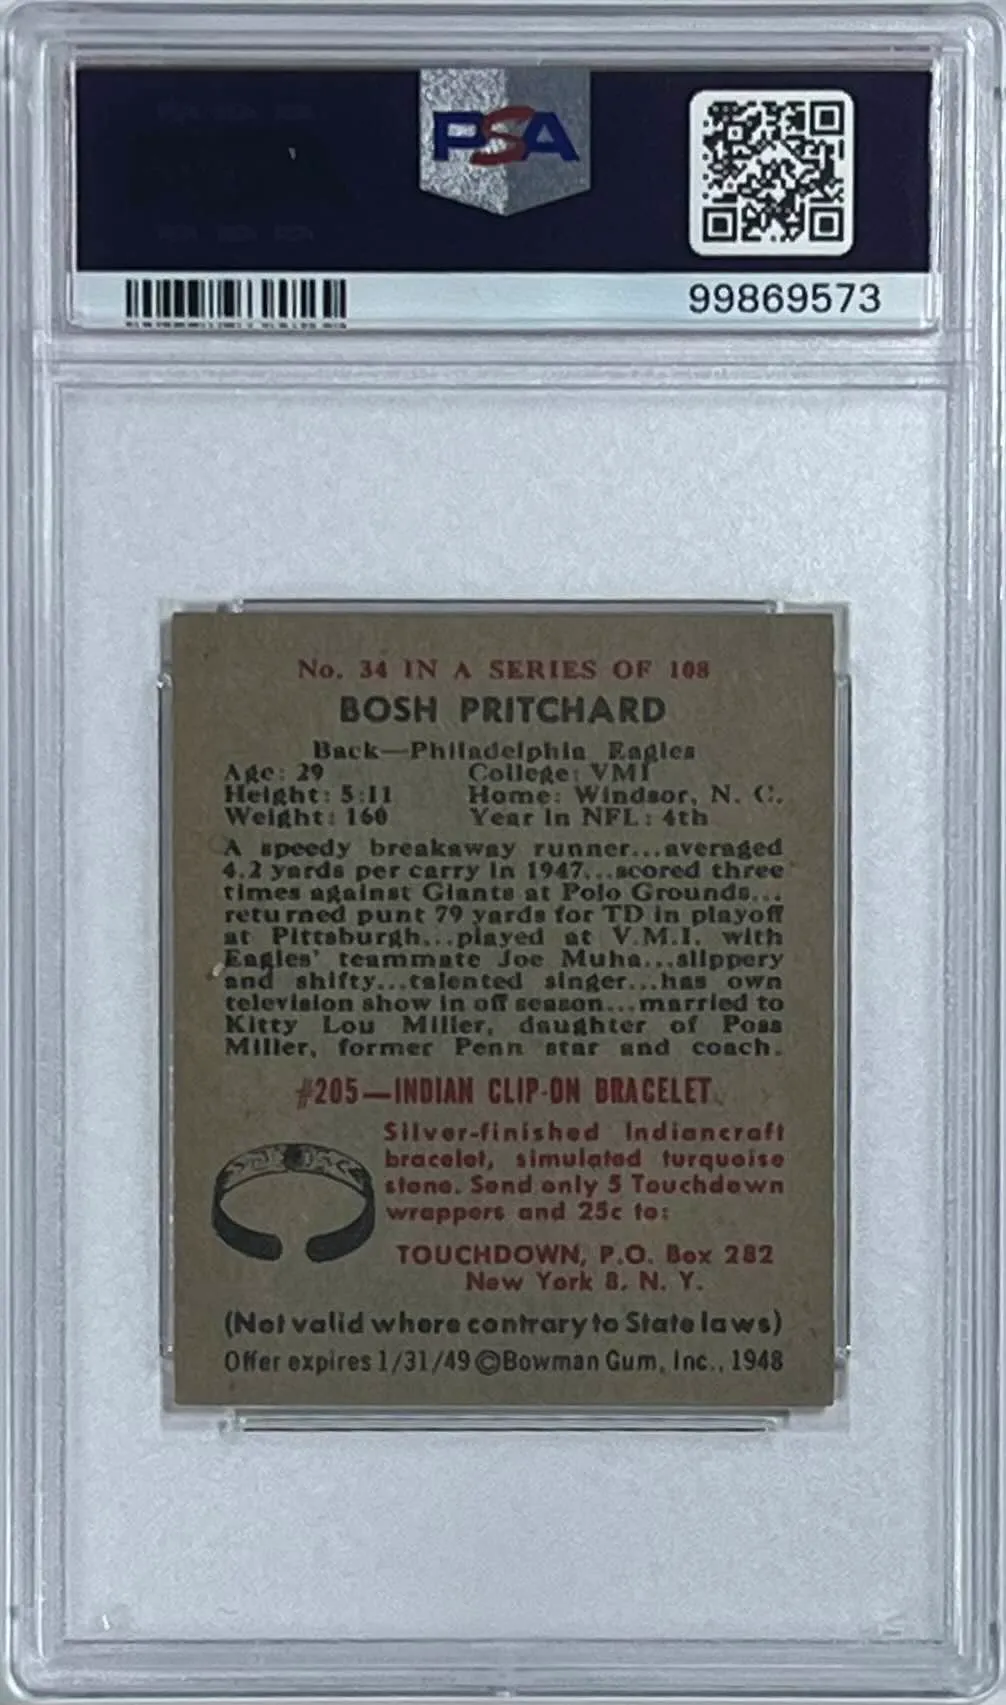 PSA
99869573
No. 34 IN A SERIES OF 108
BOSH PRITCHARD
Back—Philadelphia Eagles
Age: 29 College: VMI
Height: 5:11 Home: Windsor, N. C.
Weight: 160 Year in NFL: 4th
A speedy breakaway runner...averaged
4.2 yards per carry in 1947...scored three
times against Giants at Polo Grounds...
returned punt 79 yards for TD in playoff
at Pittsburgh...played at V.M.I. with
Eagles' teammate Joe Muha...slippery
and shifty...talented singer...has own
television show in off season...married to
Kitty Lou Miller, daughter of Poss
Miller, former Penn star and coach.
#205—INDIAN CLIP-ON BRACELET
Silver-finished Indiancraft
bracelet, simulated turquoise
stone. Send only 5 Touchdown
wrappers and 25c to:
TOUCHDOWN, P.O. Box 282
New York 8, N. Y.
(Not valid where contrary to State laws)
Offer expires 1/31/49 ©Bowman Gum, Inc., 1948